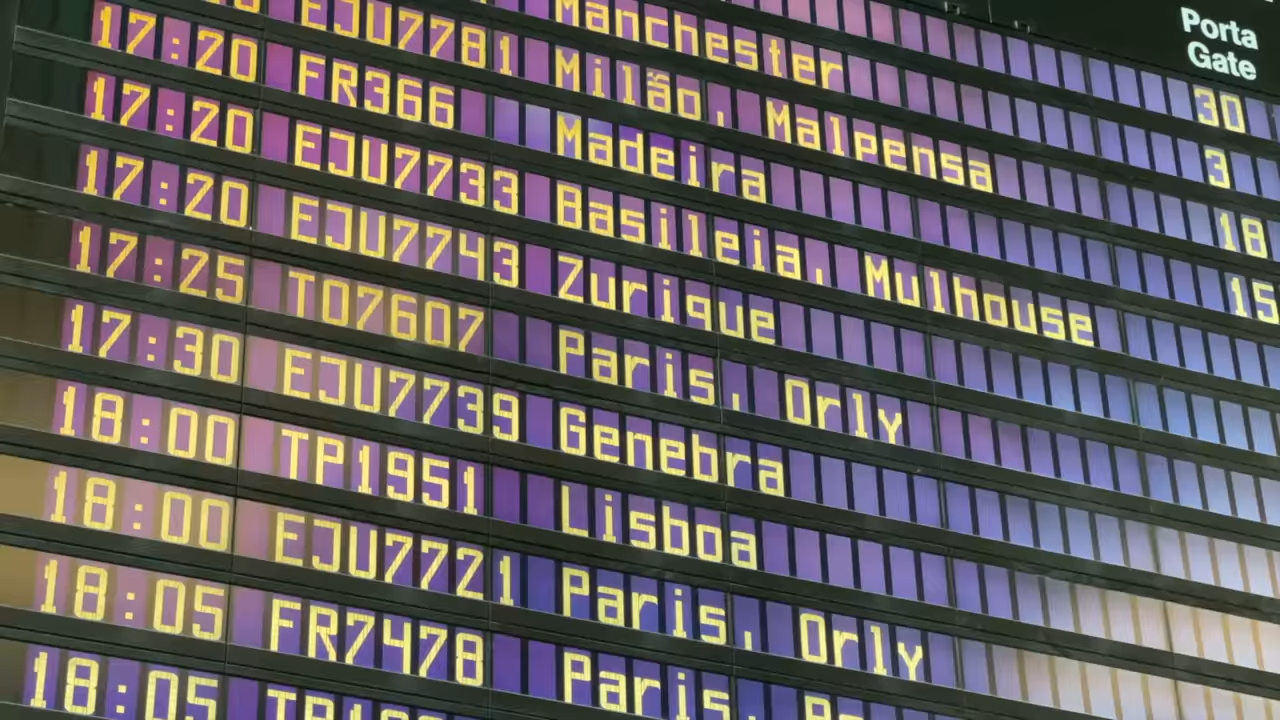 Porta
Gate
30
Manchester 3
EJU7781 Milão, Malpensa 18
17:20 FR366 Madeira 15
17:20 EJU7733 Basileia, Mulhouse
17:20 EJU7743 Zurique
17:25 TO7607 Paris, Orly
17:30 EJU7739 Genebra
18:00 TP1951 Lisboa
18:00 EJU7721 Paris, Orly
18:05 FR7478 Paris,
18:05